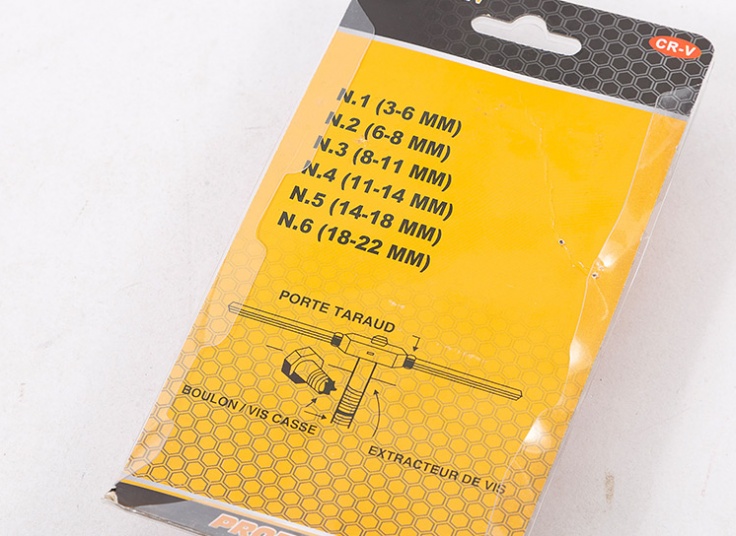 CR-V
N.1 (3-6 MM)
N.2 (6-8 MM)
N.3 (8-11 MM)
N.4 (11-14 MM)
N.5 (14-18 MM)
N.6 (18-22 MM)
PORTE TARAUD
BOULON / VIS CASSE
EXTRACTEUR DE VIS